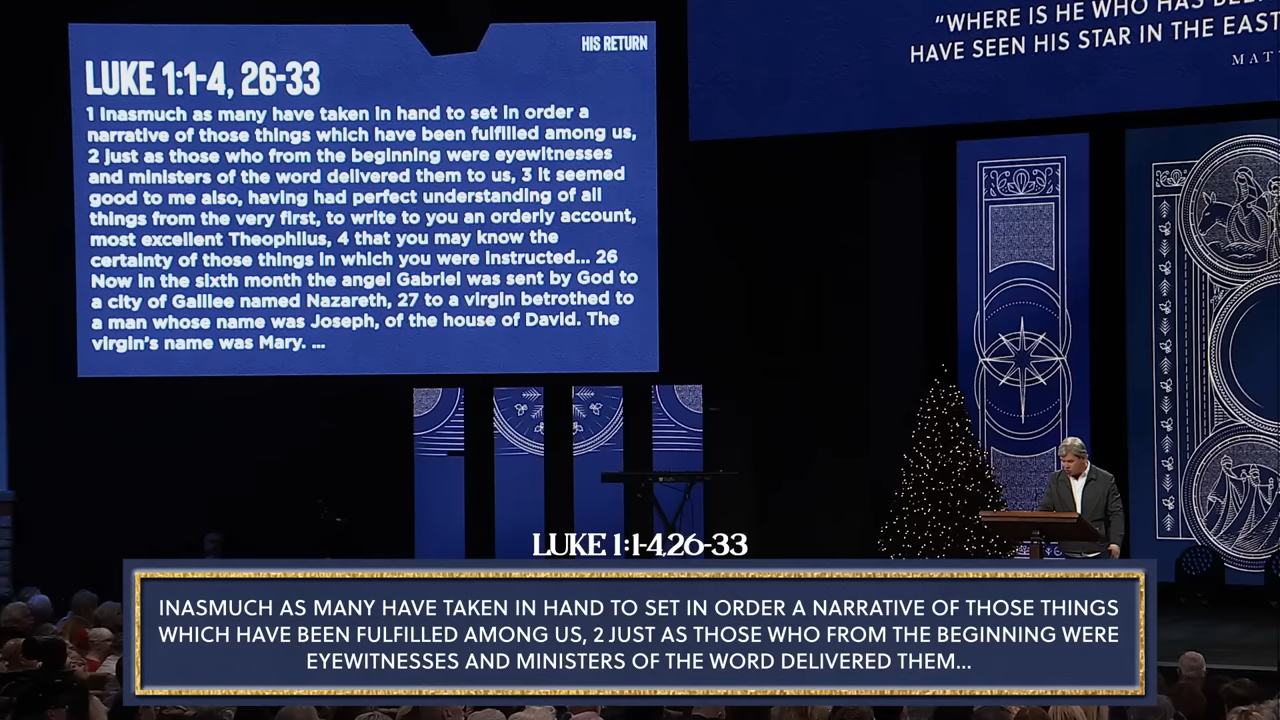 HIS RETURN
LUKE 1:1-4, 26-33
1 Inasmuch as many have taken in hand to set in order a
narrative of those things which have been fulfilled among us,
2 just as those who from the beginning were eyewitnesses
and ministers of the word delivered them to us, 3 it seemed
good to me also, having had perfect understanding of all
things from the very first, to write to you an orderly account,
most excellent Theophilus, 4 that you may know the
certainty of those things in which you were instructed... 26
Now in the sixth month the angel Gabriel was sent by God to
a city of Galilee named Nazareth, 27 to a virgin betrothed to
a man whose name was Joseph, of the house of David. The
virgin's name was Mary. ...
"WHERE IS HE WHO HAS
HAVE SEEN HIS STAR IN THE EAST
MAT
LUKE 1:1-4,26-33
INASMUCH AS MANY HAVE TAKEN IN HAND TO SET IN ORDER A NARRATIVE OF THOSE THINGS
WHICH HAVE BEEN FULFILLED AMONG US, 2 JUST AS THOSE WHO FROM THE BEGINNING WERE
EYEWITNESSES AND MINISTERS OF THE WORD DELIVERED THEM...